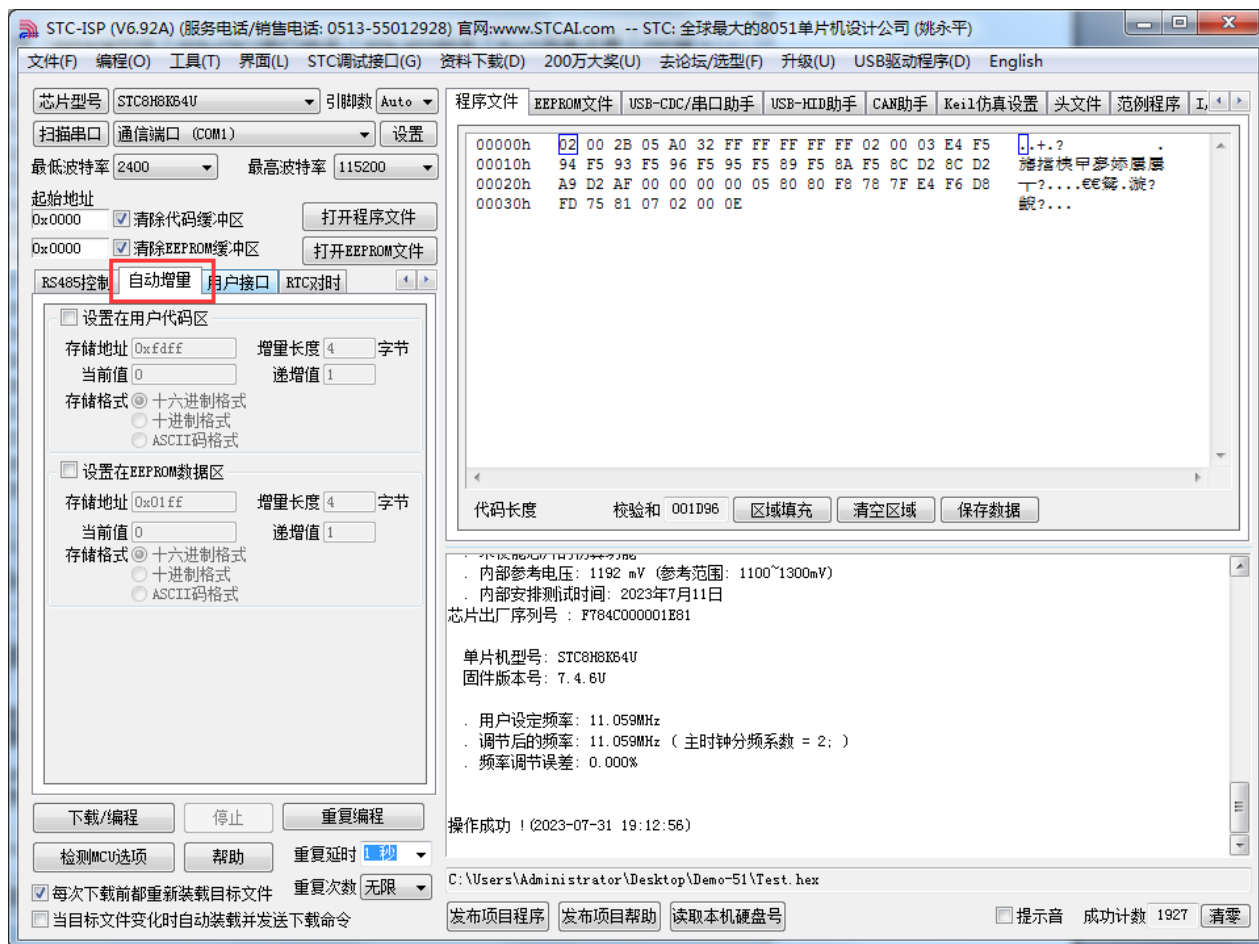 STC-ISP (V6.92A) (服务电话/销售电话: 0513-55012928) 官网:www.STCAI.com -- STC: 全球最大的8051单片机设计公司 (姚永平)
文件(F) 编程(O) 工具(T) 界面(L) STC调试接口(G) 资料下载(D) 200万大奖(U) 去论坛/选型(F) 升级(U) USB驱动程序(D) English
芯片型号 STC8H8K64U 引脚数 Auto
扫描串口 通信端口 (COM1) 设置
最低波特率 2400 最高波特率 115200
起始地址
0x0000 清除代码缓冲区 打开程序文件
0x0000 清除EEPROM缓冲区 打开EEPROM文件
RS485控制 自动增量 用户接口 RTC对时
设置在用户代码区
存储地址 0xfdff 增量长度 4 字节
当前值 0 递增值 1
存储格式 十六进制格式
十进制格式
ASCII码格式
设置在EEPROM数据区
存储地址 0x01ff 增量长度 4 字节
当前值 0 递增值 1
存储格式 十六进制格式
十进制格式
ASCII码格式
下载/编程 停止 重复编程
检测MCU选项 帮助 重复延时 1 秒
每次下载前都重新装载目标文件 重复次数 无限
当目标文件变化时自动装载并发送下载命令
程序文件 EEPROM文件 USB-CDC/串口助手 USB-HID助手 CAN助手 Keil仿真设置 头文件 范例程序 I/
00000h 02 00 2B 05 A0 32 FF FF FF FF FF 02 00 03 E4 F5 ..+.? .
00010h 94 F5 93 F5 96 F5 95 F5 89 F5 8A F5 8C D2 8C D2
00020h A9 D2 AF 00 00 00 00 05 80 80 F8 78 7F E4 F6 D8
00030h FD 75 81 07 02 00 0E
代码长度 校验和 001D96 区域填充 清空区域 保存数据
. 内部参考电压: 1192 mV (参考范围: 1100~1300mV)
. 内部安排测试时间: 2023年7月11日
芯片出厂序列号 : F784C000001E81
单片机型号: STC8H8K64U
固件版本号: 7.4.6U
. 用户设定频率: 11.059MHz
. 调节后的频率: 11.059MHz ( 主时钟分频系数 = 2; )
. 频率调节误差: 0.000%
操作成功 !(2023-07-31 19:12:56)
C:\Users\Administrator\Desktop\Demo-51\Test.hex
发布项目程序 发布项目帮助 读取本机硬盘号 提示音 成功计数 1927 清零